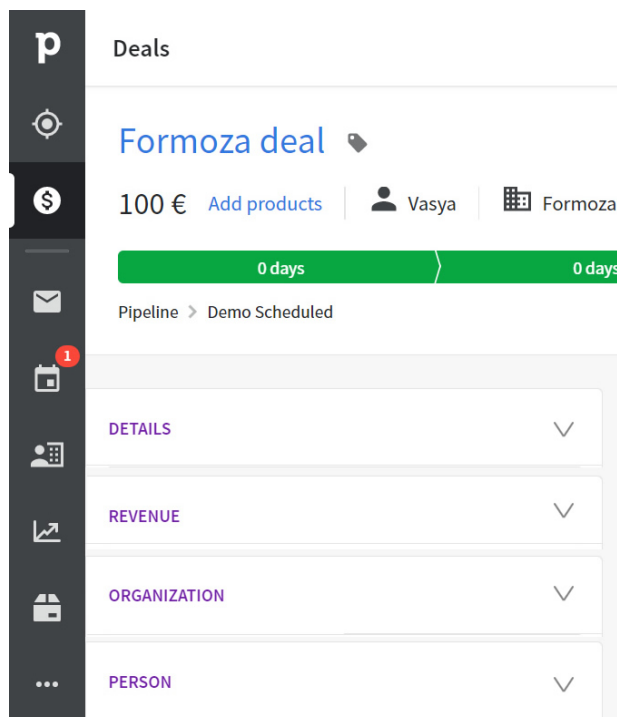 p
Deals
Formoza deal
100 € Add products Vasya Formoza
0 days 0 days
Pipeline > Demo Scheduled
1
DETAILS
REVENUE
ORGANIZATION
PERSON